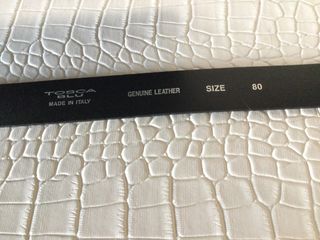 TOSCA
BLU
MADE IN ITALY
GENUINE LEATHER
SIZE 80